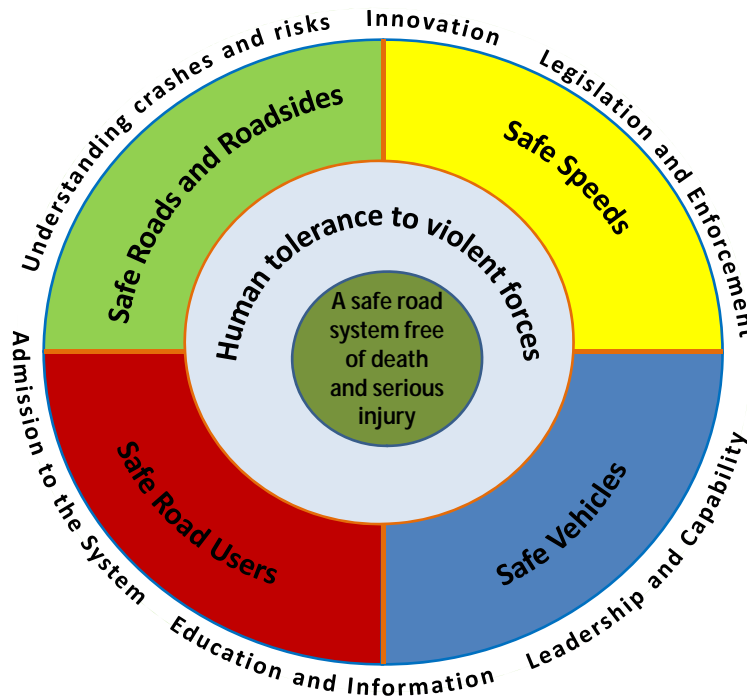 Understanding crashes and risks
Innovation
Legislation and Enforcement
Safe Roads and Roadsides
Safe Speeds
Human tolerance to violent forces
A safe road
system free
of death
and serious
injury
Safe Road Users
Safe Vehicles
Admission to the System
Education and Information
Leadership and Capability